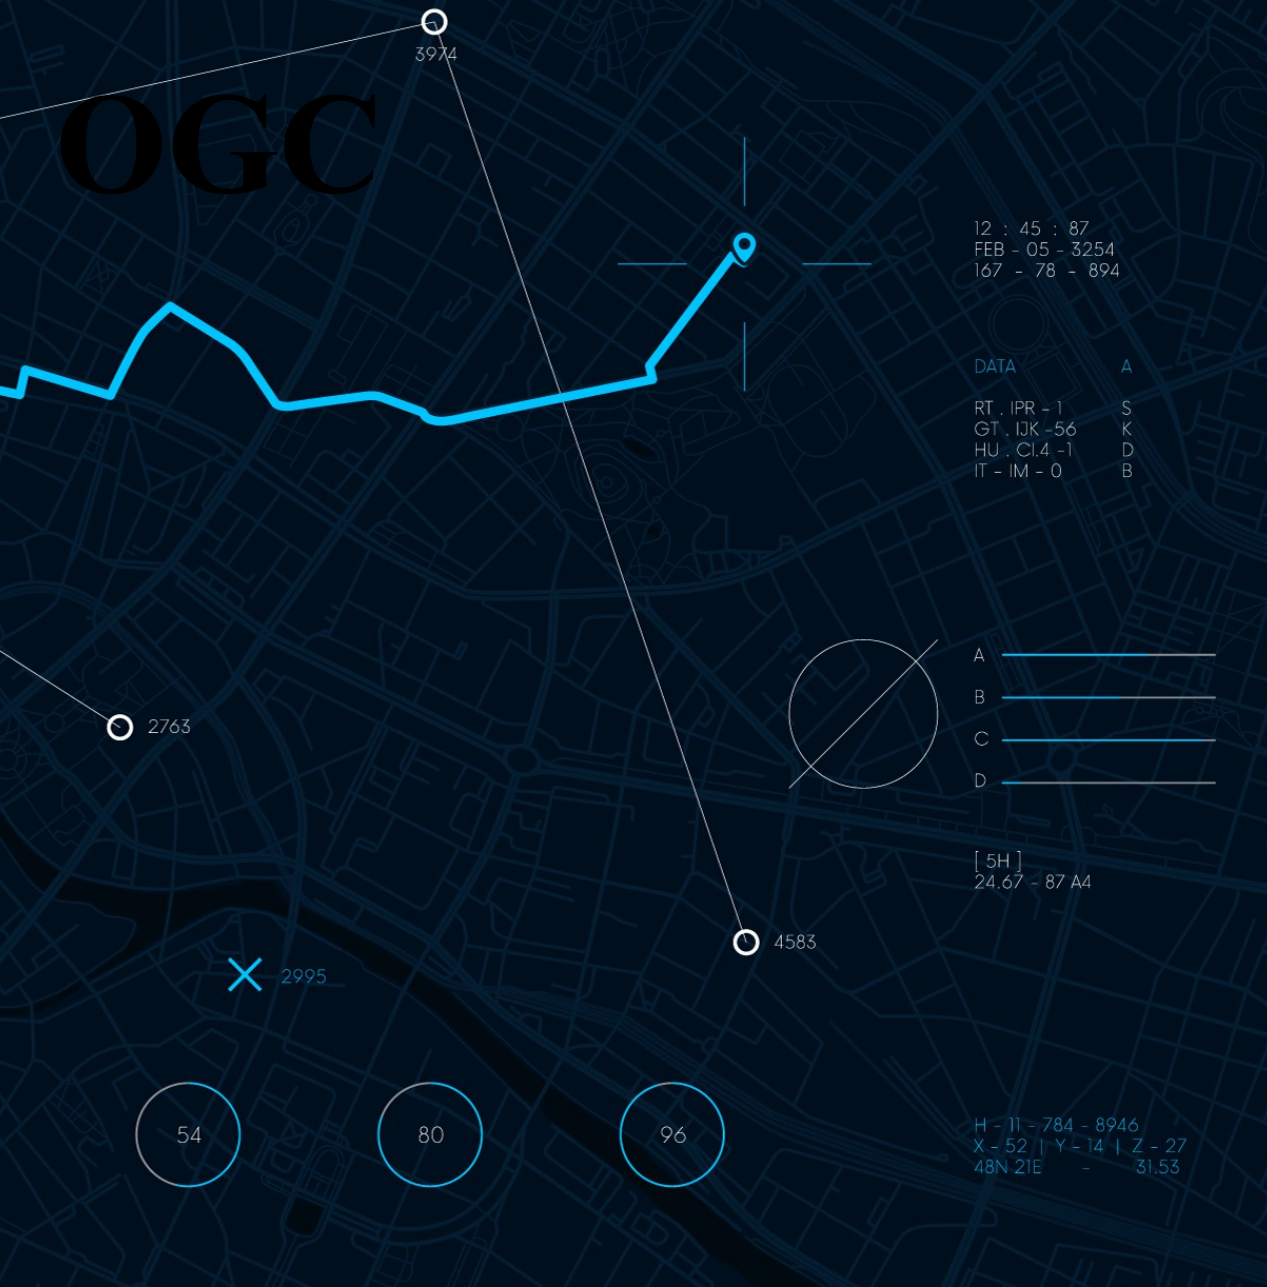 3974
OGC
12 : 45 : 87
FEB - 05 - 3254
167 - 78 - 894
DATA A
RT . IPR - 1 S
GT . IJK -56 K
HU . CI.4 -1 D
IT - IM - 0 B
A
B
2763
C
D
[ 5H ]
24.67 - 87 A4
4583
2995
54 80 96
H - 11 - 784 - 8946
X - 52 | Y - 14 | Z - 27
48N 21E - 31.53